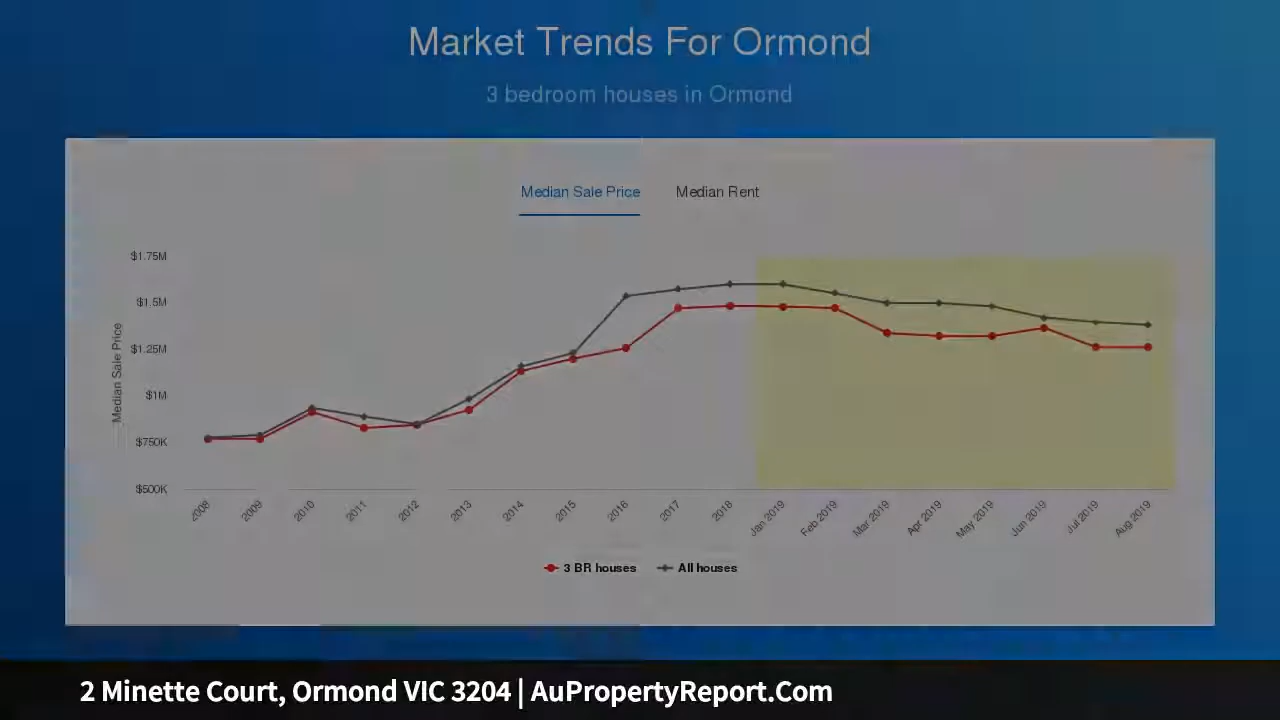 Market Trends For Ormond
3 bedroom houses in Ormond
Median Sale Price Median Rent
Median Sale Price
$1.75M
$1.5M
$1.25M
$1M
$750K
$500K
2008 2009 2010 2011 2012 2013 2014 2015 2016 2017 2018 Jan 2019 Feb 2019 Mar 2019 Apr 2019 May 2019 Jun 2019 Jul 2019 Aug 2019
3 BR houses All houses
2 Minette Court, Ormond VIC 3204 | AuPropertyReport.Com